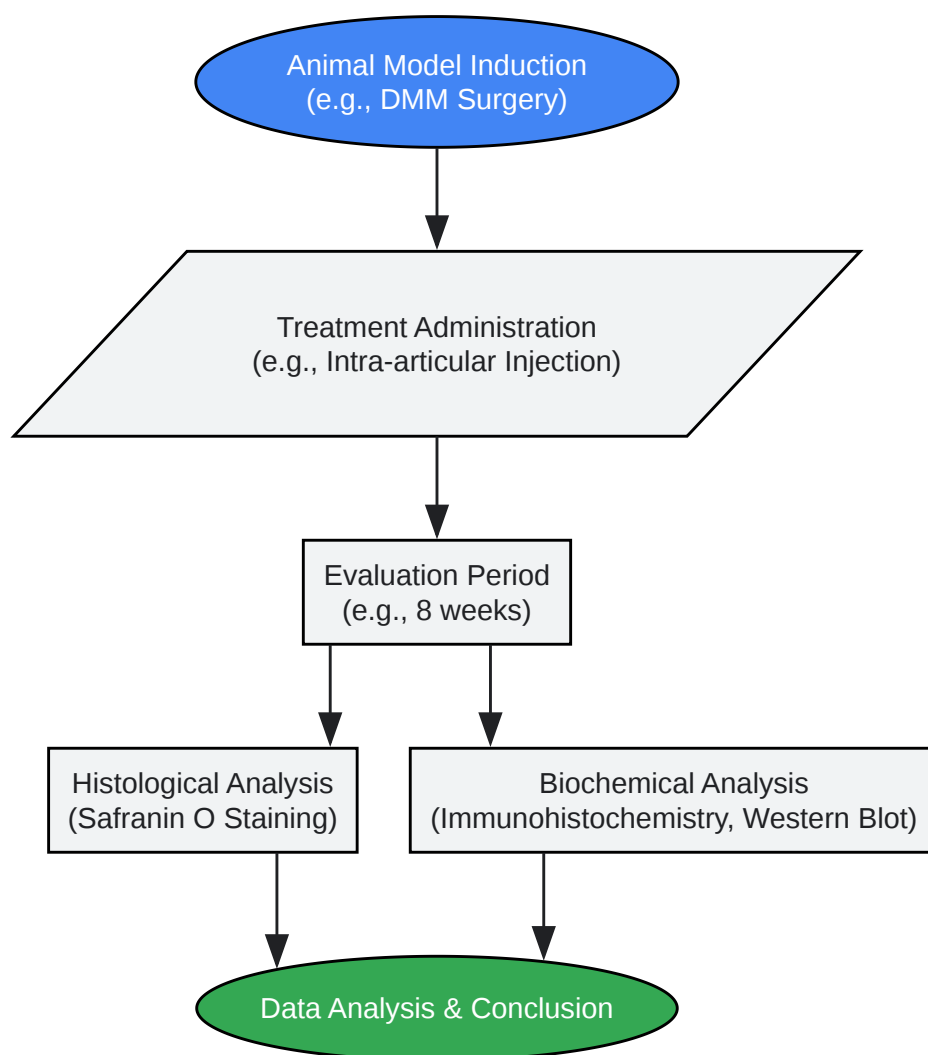 Animal Model Induction
(e.g., DMM Surgery)
Treatment Administration
(e.g., Intra-articular Injection)
Evaluation Period
(e.g., 8 weeks)
Histological Analysis
(Safranin O Staining)
Biochemical Analysis
(Immunohistochemistry, Western Blot)
Data Analysis & Conclusion